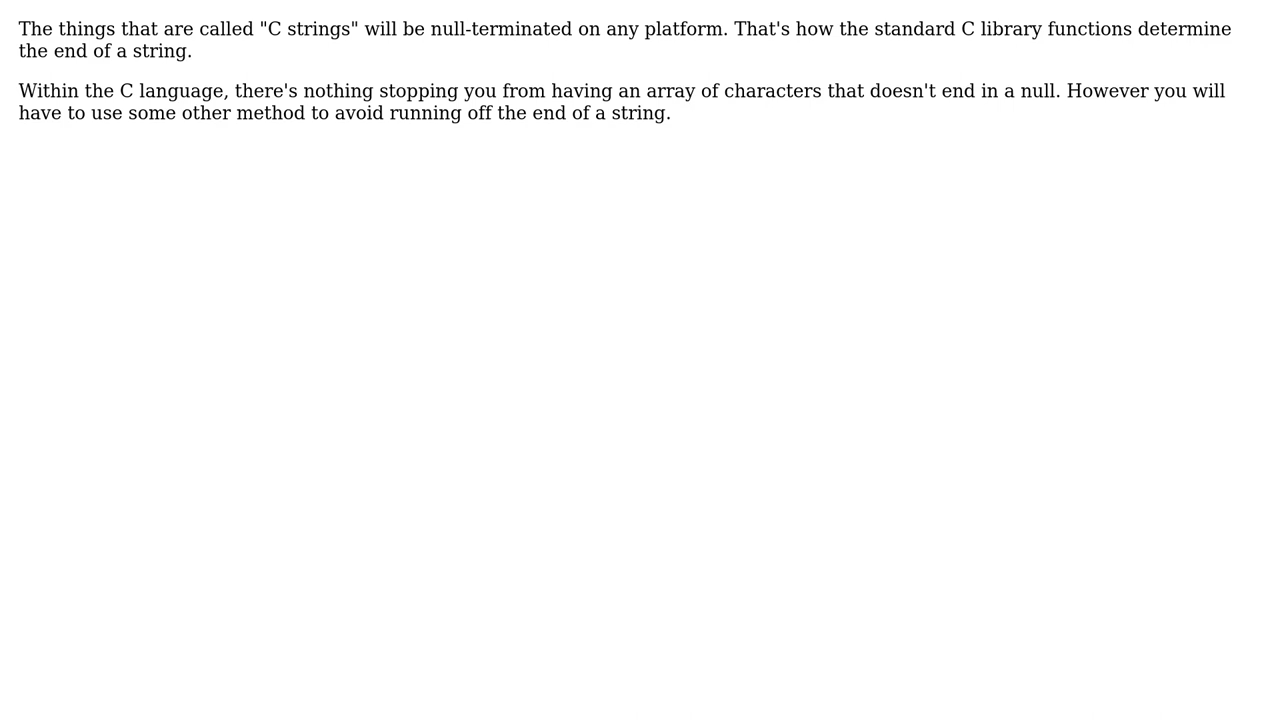 The things that are called "C strings" will be null-terminated on any platform. That's how the standard C library functions determine
the end of a string.
Within the C language, there's nothing stopping you from having an array of characters that doesn't end in a null. However you will
have to use some other method to avoid running off the end of a string.